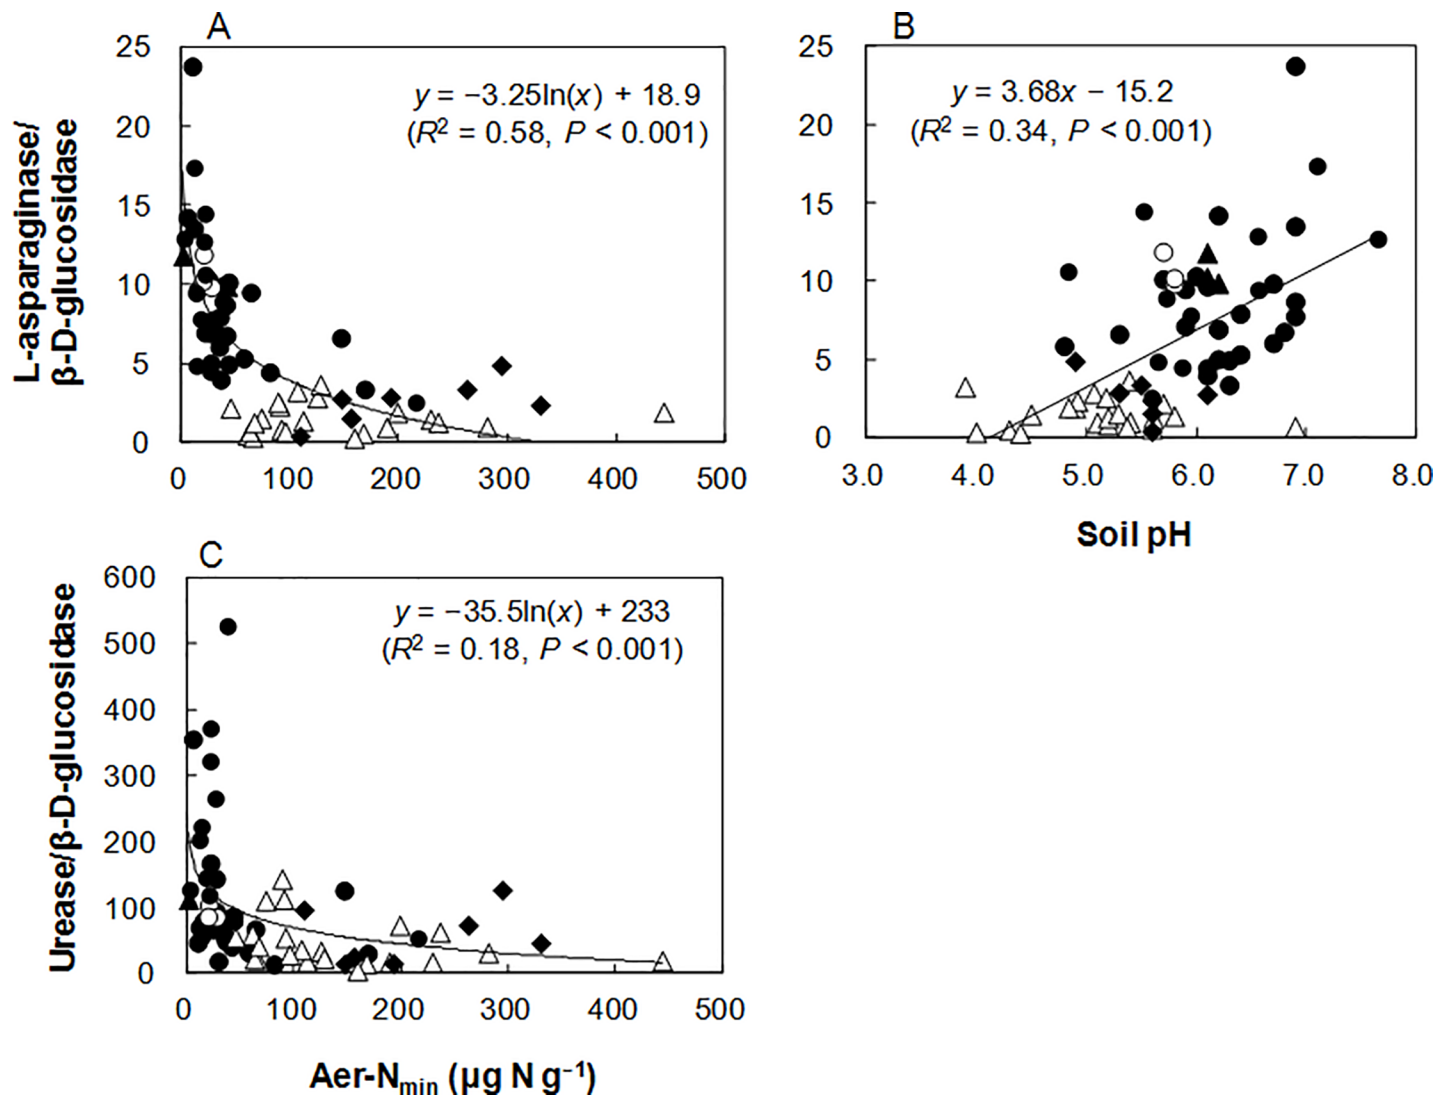 A
25
20
15
10
5
0
0 100 200 300 400 500
L-asparaginase/
β-D-glucosidase
y = −3.25ln(x) + 18.9
(R² = 0.58, P < 0.001)
B
25
20
15
10
5
0
3.0 4.0 5.0 6.0 7.0 8.0
y = 3.68x − 15.2
(R² = 0.34, P < 0.001)
Soil pH
C
600
500
400
300
200
100
0
0 100 200 300 400 500
Urease/β-D-glucosidase
y = −35.5ln(x) + 233
(R² = 0.18, P < 0.001)
Aer-Nmin (µg N g⁻¹)